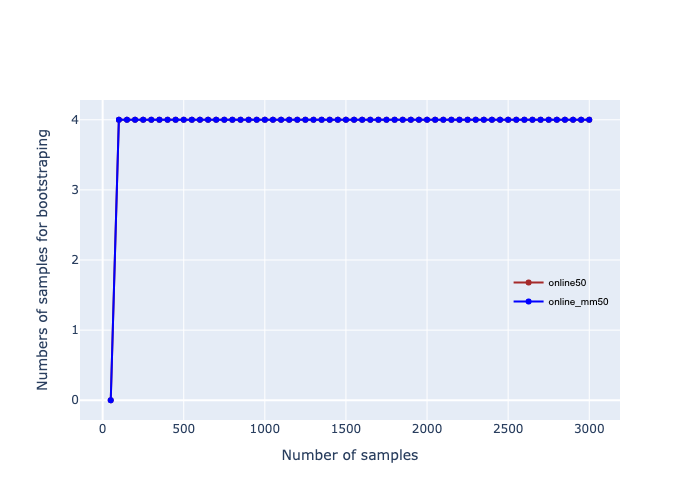 4
3
2
1
0
Numbers of samples for bootstraping
online50
online_mm50
0 500 1000 1500 2000 2500 3000
Number of samples